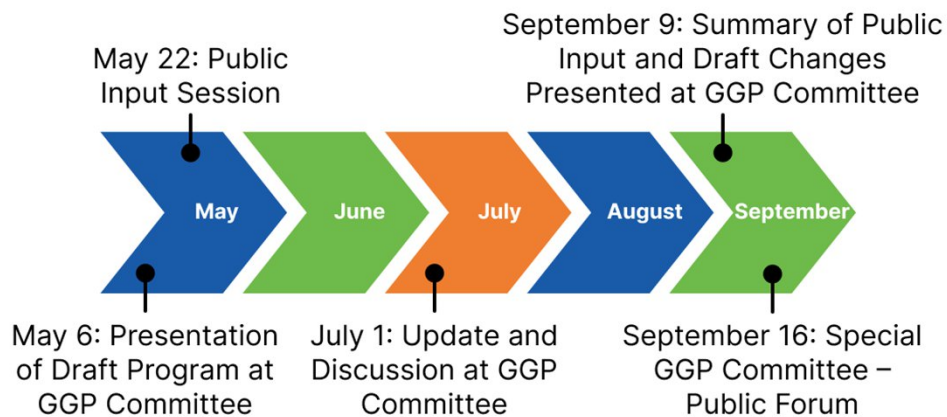 September 9: Summary of Public
Input and Draft Changes
Presented at GGP Committee
May 22: Public
Input Session
May
June
July
August
September
May 6: Presentation
of Draft Program at
GGP Committee
July 1: Update and
Discussion at GGP
Committee
September 16: Special
GGP Committee –
Public Forum